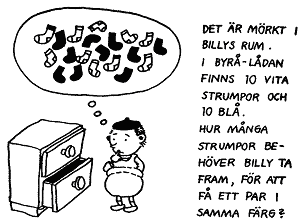 DET ÄR MÖRKT I
BILLYS RUM.
I BYRÅ-LÅDAN
FINNS 10 VITA
STRUMPOR OCH
10 BLÅ.
HUR MÅNGA
STRUMPOR BE-
HÖVER BILLY TA
FRAM, FÖR ATT
FÅ ETT PAR I
SAMMA FÄRG?